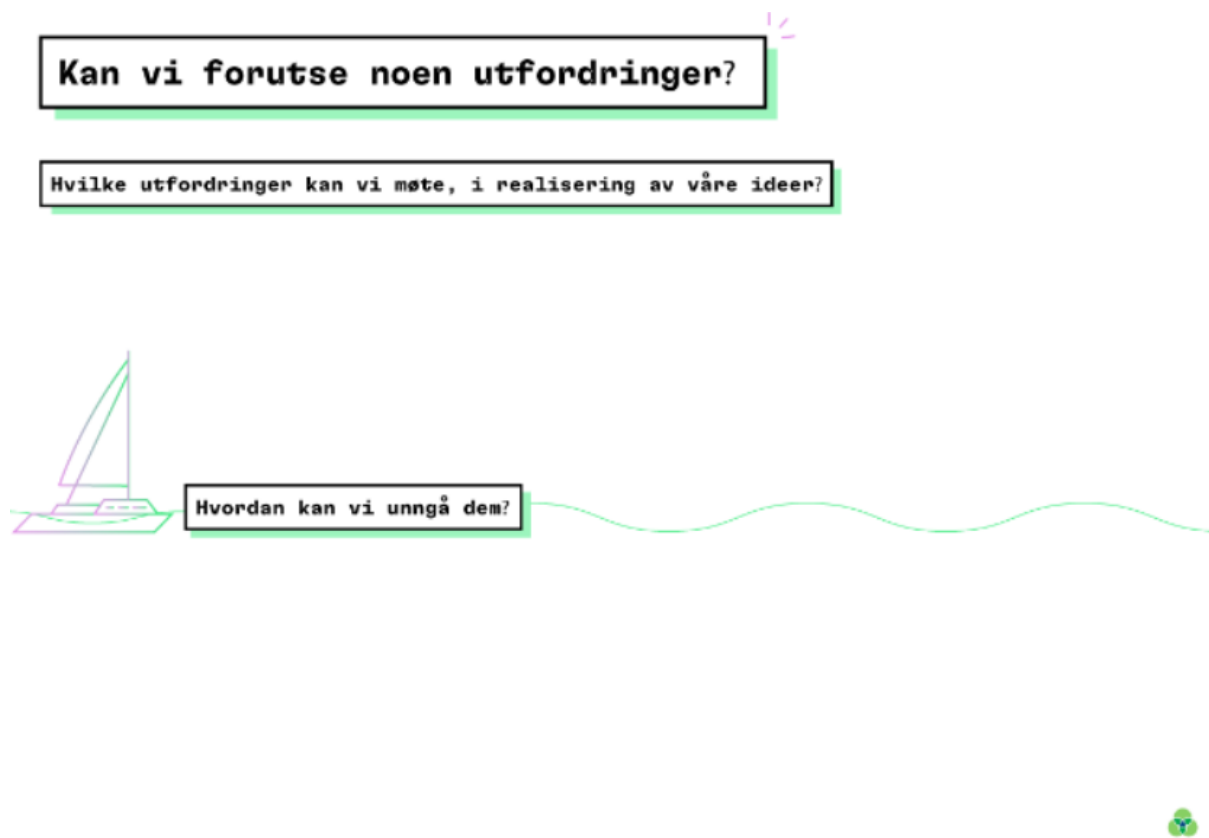 Kan vi forutse noen utfordringer?
Hvilke utfordringer kan vi møte, i realisering av våre ideer?
Hvordan kan vi unngå dem?